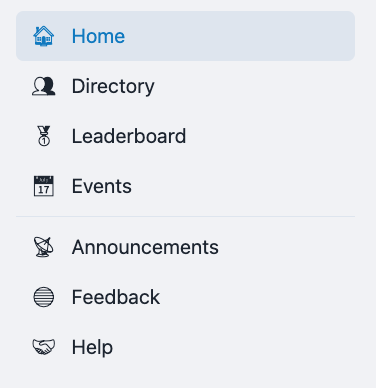 Home
Directory
Leaderboard
Events
Announcements
Feedback
Help